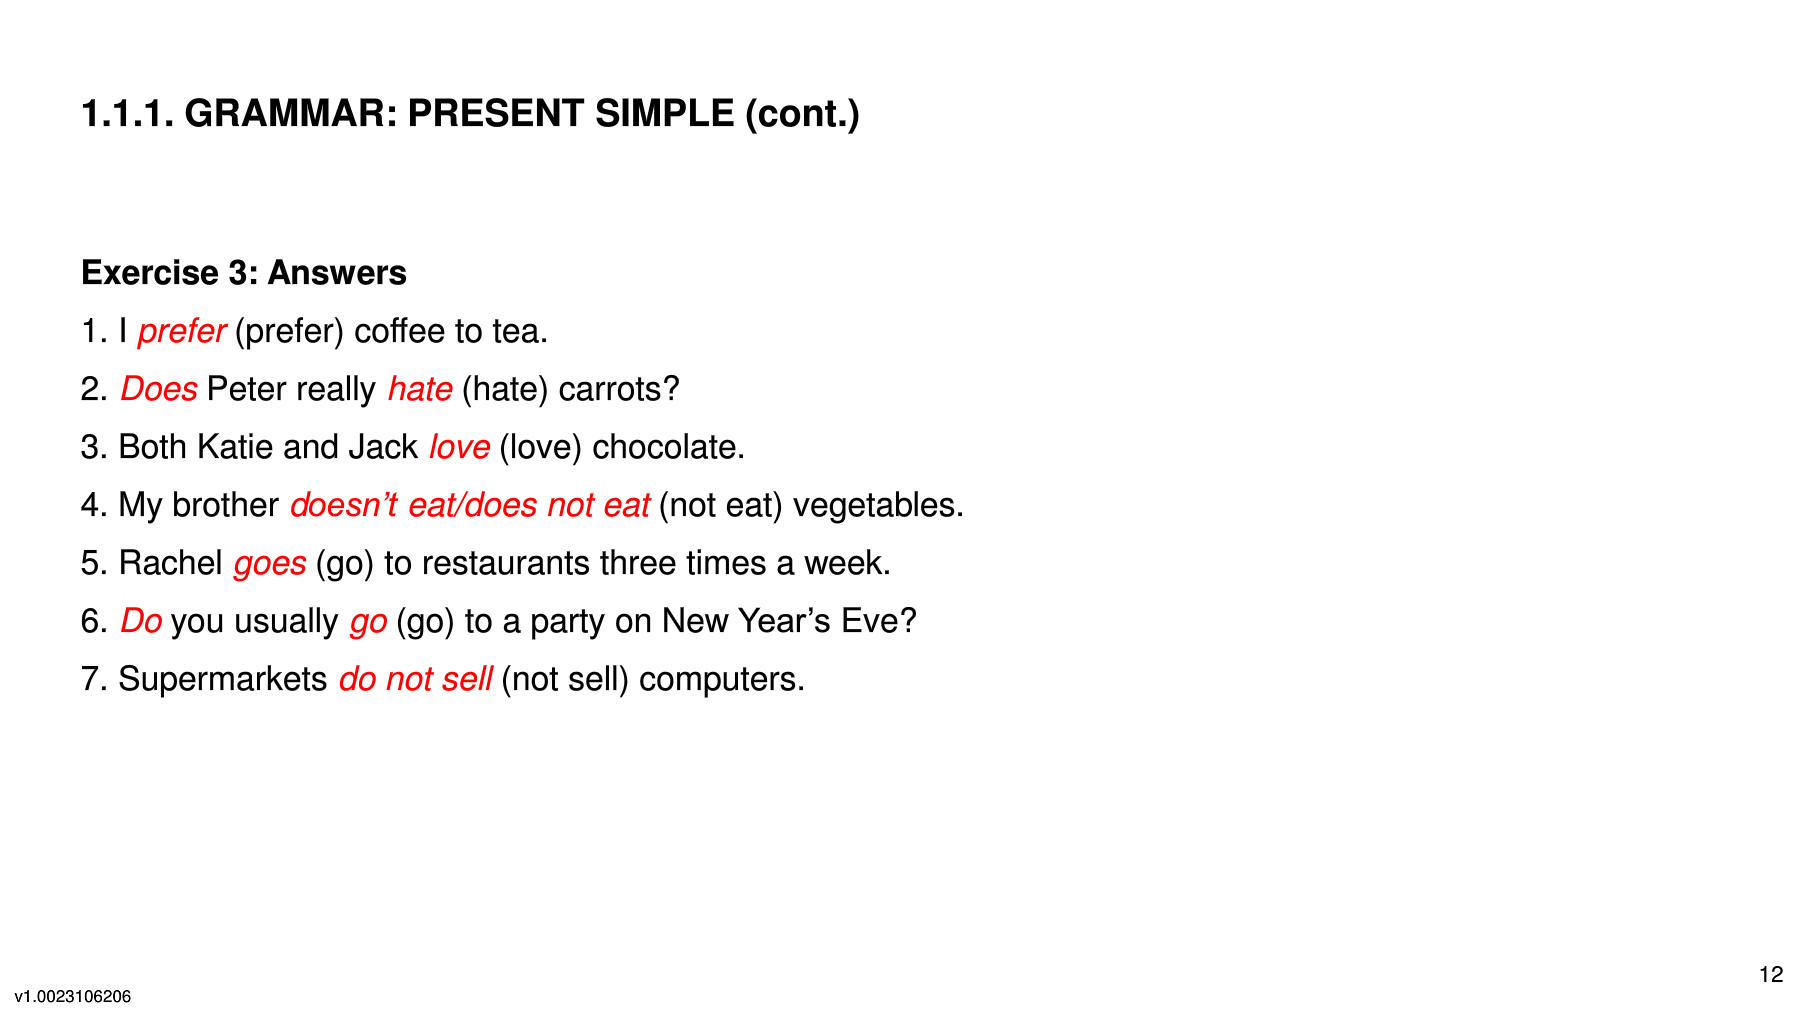 1.1.1. GRAMMAR: PRESENT SIMPLE (cont.)
Exercise 3: Answers
1. I prefer (prefer) coffee to tea.
2. Does Peter really hate (hate) carrots?
3. Both Katie and Jack love (love) chocolate.
4. My brother doesn’t eat/does not eat (not eat) vegetables.
5. Rachel goes (go) to restaurants three times a week.
6. Do you usually go (go) to a party on New Year’s Eve?
7. Supermarkets do not sell (not sell) computers.
12
v1.0023106206